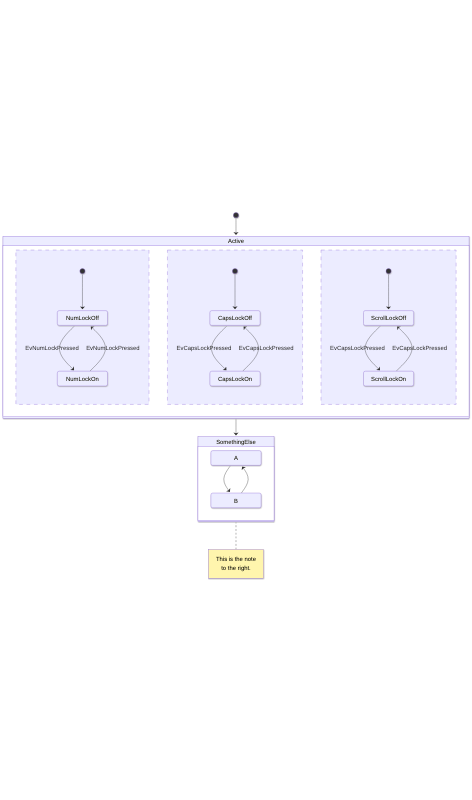 Active
NumLockOff
CapsLockOff
ScrollLockOff
EvNumLockPressed
EvNumLockPressed
EvCapsLockPressed
EvCapsLockPressed
EvCapsLockPressed
EvCapsLockPressed
NumLockOn
CapsLockOn
ScrollLockOn
SomethingElse
A
B
This is the note
to the right.